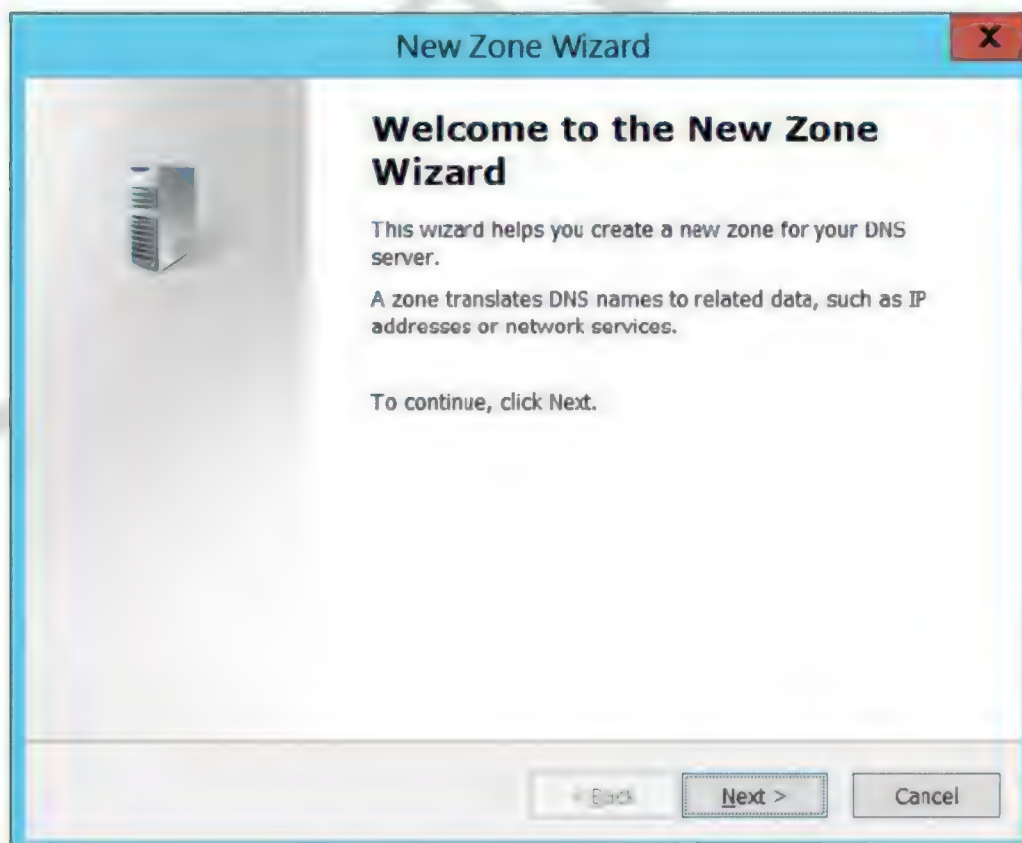 New Zone Wizard
X
Welcome to the New Zone
Wizard
This wizard helps you create a new zone for your DNS
server.
A zone translates DNS names to related data, such as IP
addresses or network services.
To continue, click Next.
< Back
Next >
Cancel